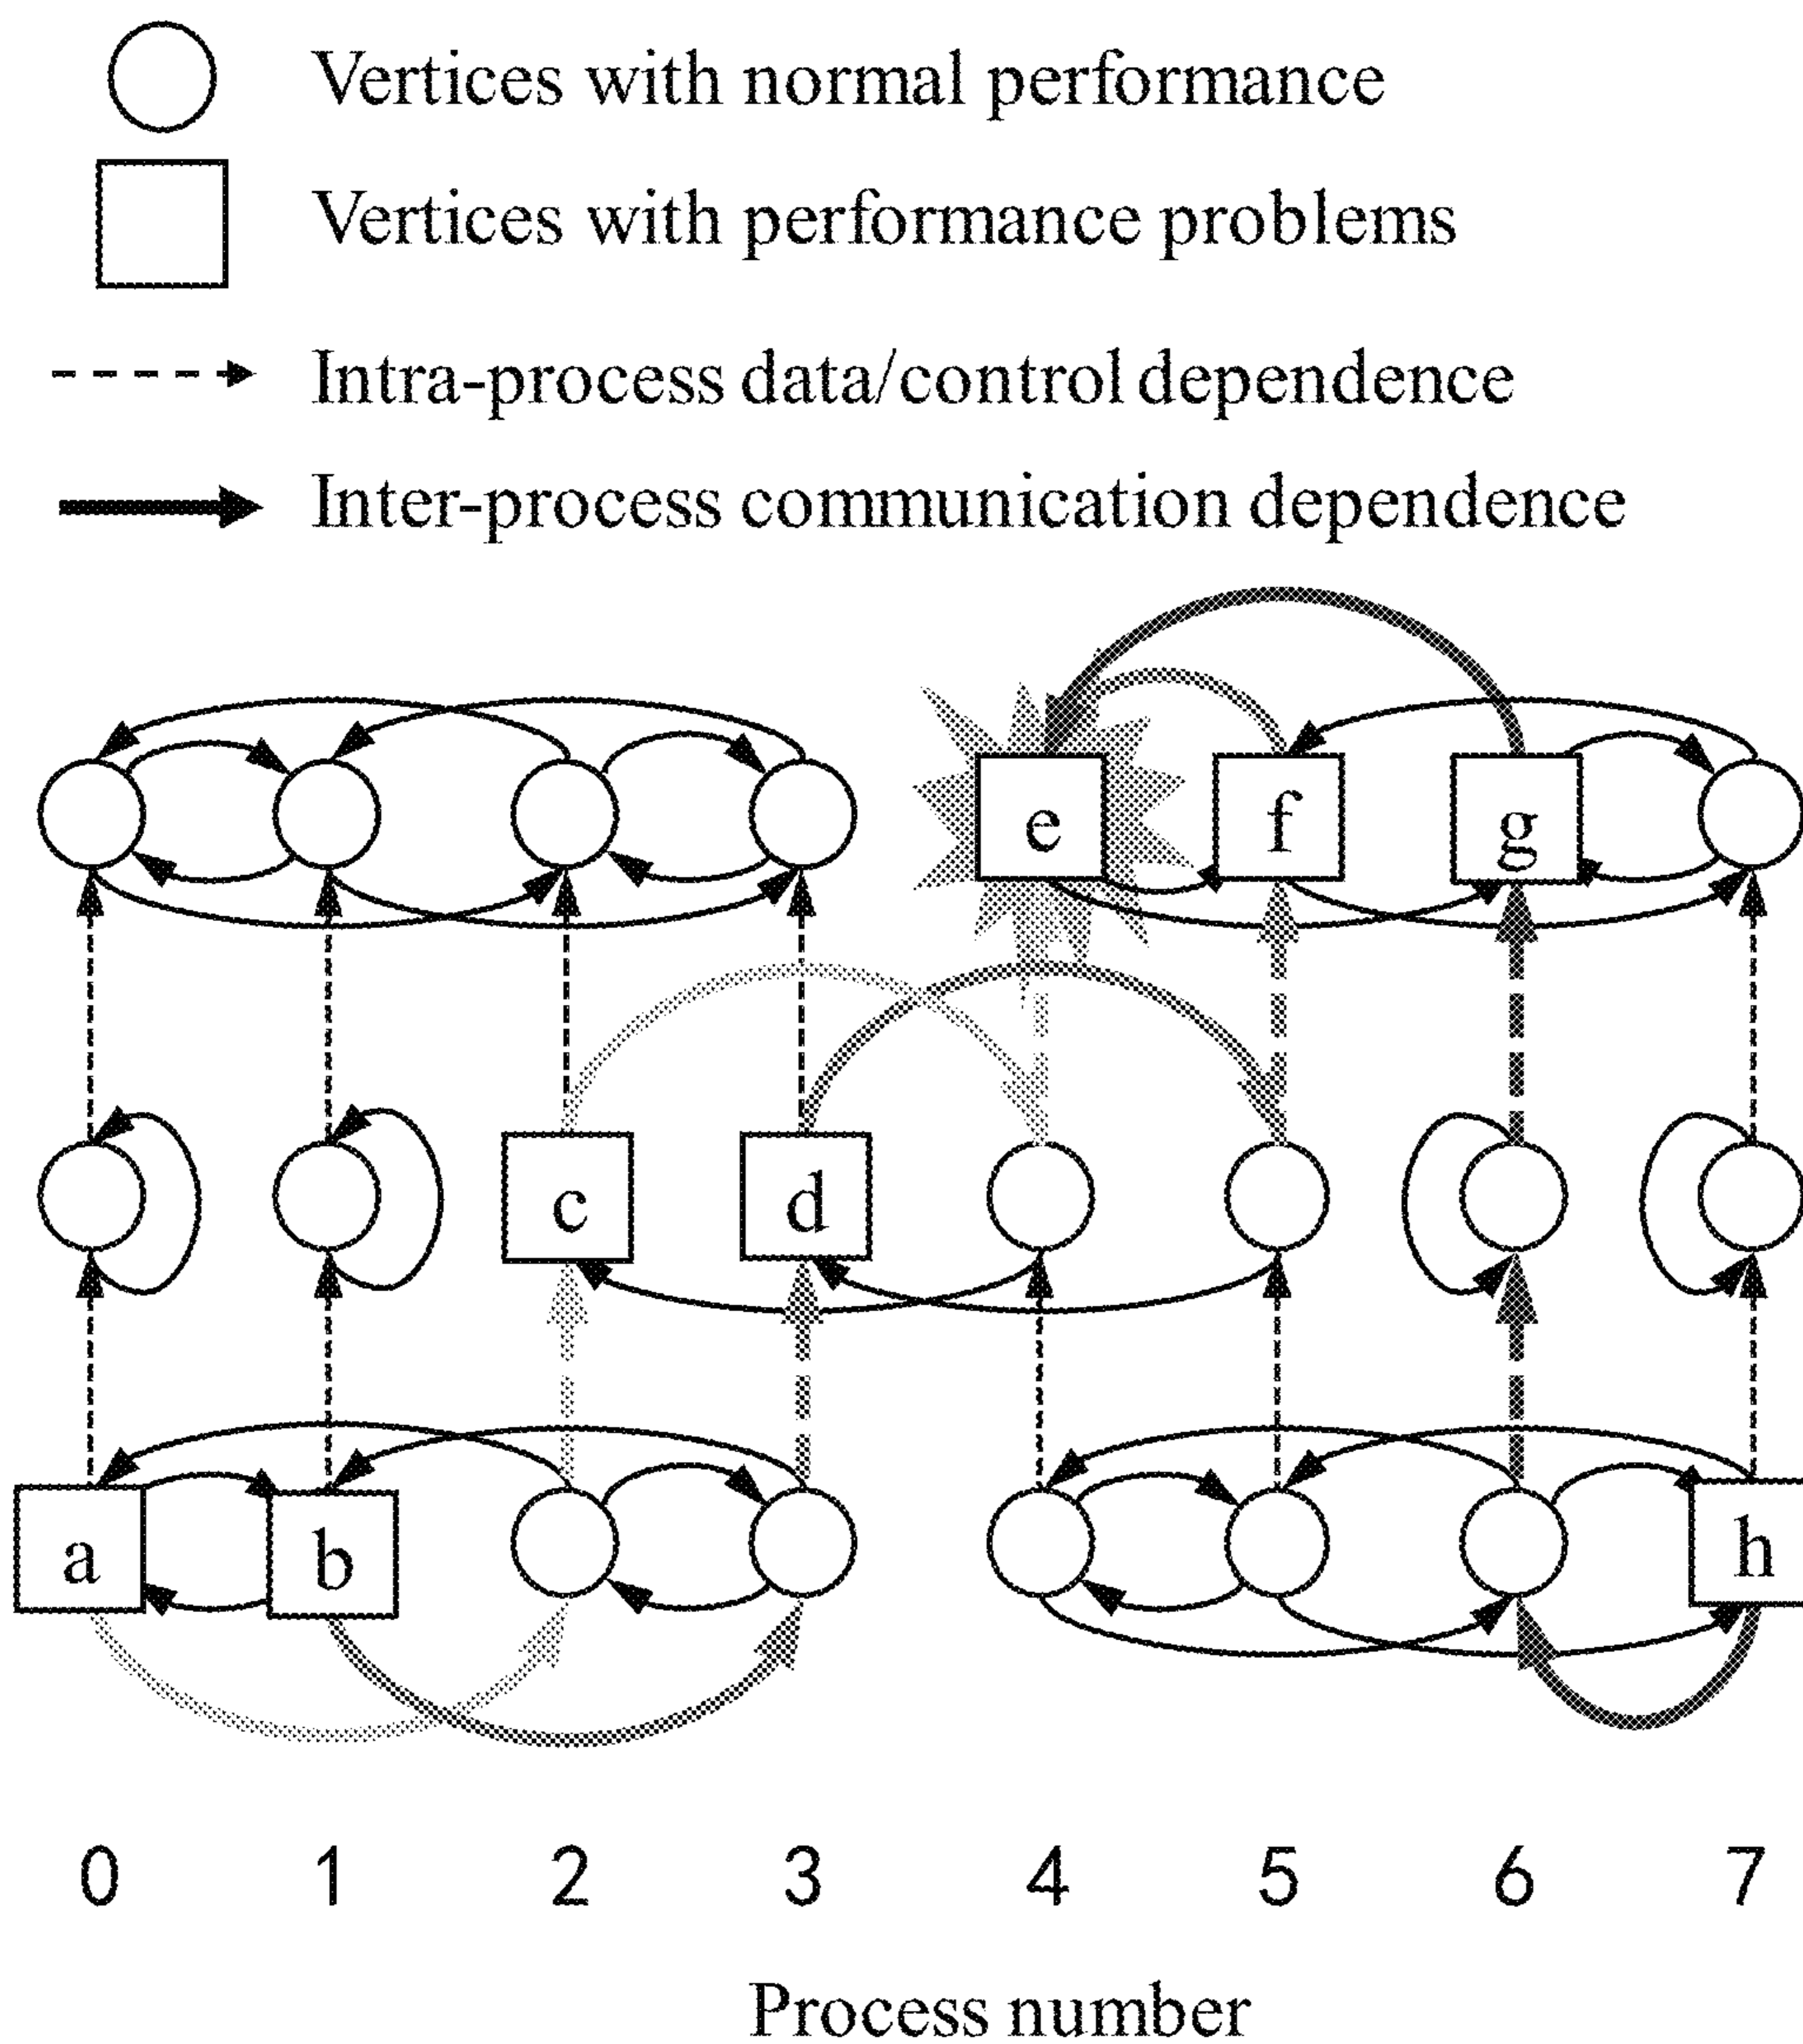 Vertices with normal performance
Vertices with performance problems
Intra-process data/control dependence
Inter-process communication dependence
e f g
c d
a b h
0 1 2 3 4 5 6 7
Process number